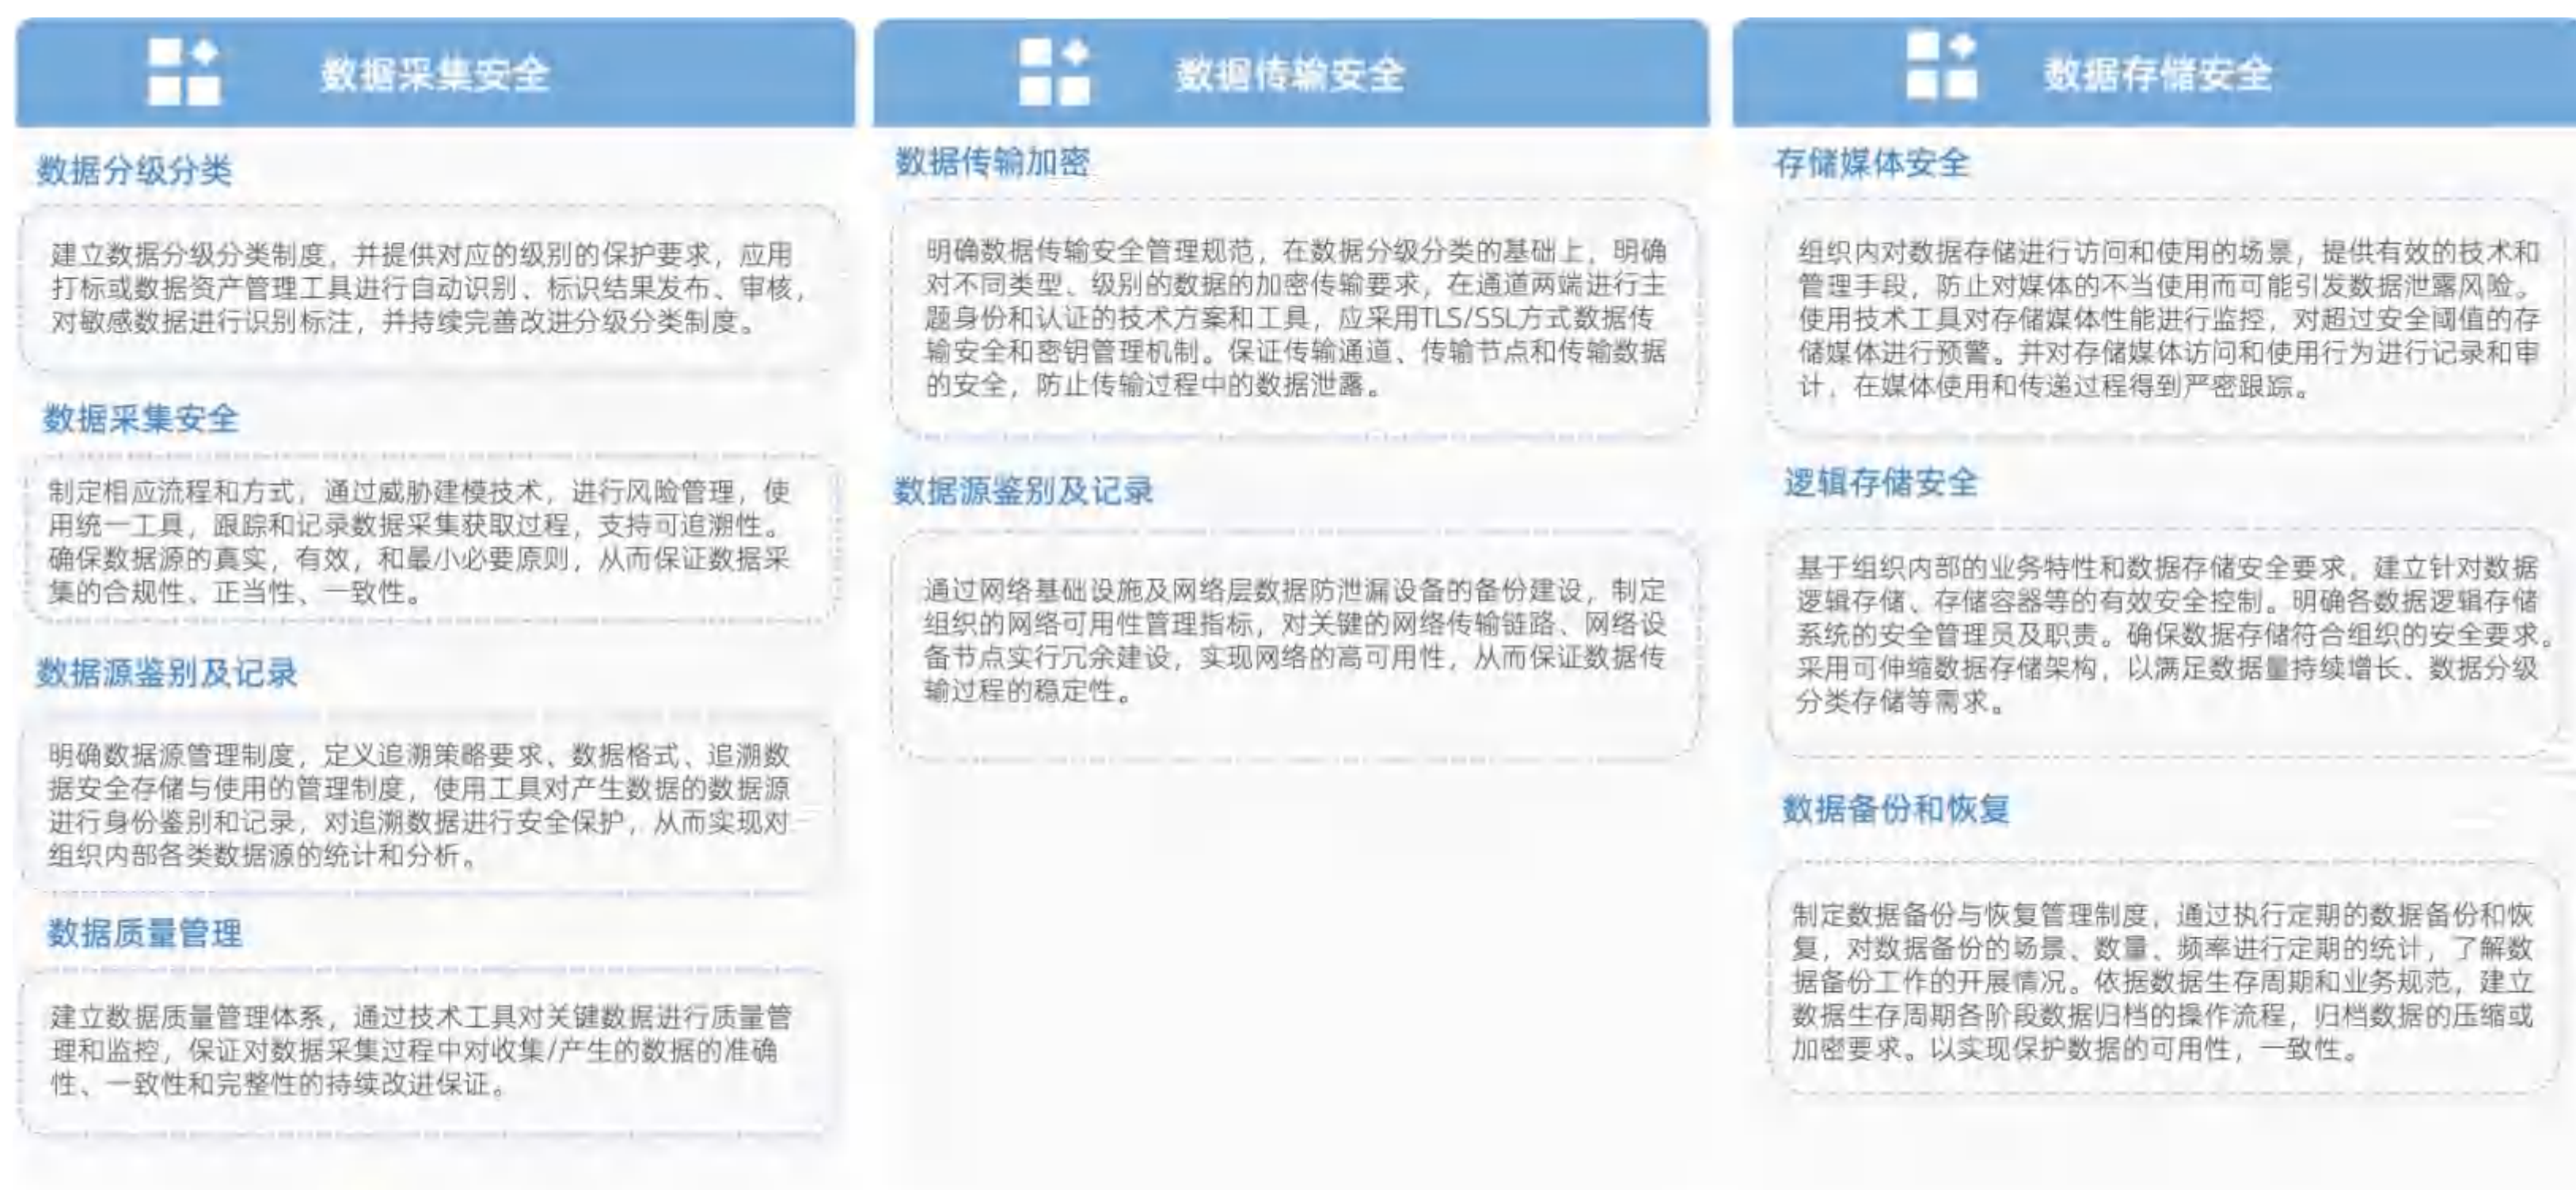 数据采集安全
数据分级分类
建立数据分级分类制度，并提供对应的级别的保护要求，应用
打标或数据资产管理工具进行自动识别、标识结果发布、审核，
对敏感数据进行识别标注，并持续完善改进分级分类制度。
数据采集安全
制定相应流程和方式，通过威胁建模技术，进行风险管理，使
用统一工具，跟踪和记录数据采集获取过程，支持可追溯性。
确保数据源的真实，有效，和最小必要原则，从而保证数据采
集的合规性、正当性、一致性。
数据源鉴别及记录
明确数据源管理制度，定义追溯策略要求、数据格式、追溯数
据安全存储与使用的管理制度，使用工具对产生数据的数据源
进行身份鉴别和记录，对追溯数据进行安全保护，从而实现对
组织内部各类数据源的统计和分析。
数据质量管理
建立数据质量管理体系，通过技术工具对关键数据进行质量管
理和监控，保证对数据采集过程中对收集/产生的数据的准确
性、一致性和完整性的持续改进保证。
数据传输安全
数据传输加密
明确数据传输安全管理规范，在数据分级分类的基础上，明确
对不同类型、级别的数据的加密传输要求，在通道两端进行主
题身份和认证的技术方案和工具，应采用TLS/SSL方式数据传
输安全和密钥管理机制。保证传输通道、传输节点和传输数据
的安全，防止传输过程中的数据泄露。
数据源鉴别及记录
通过网络基础设施及网络层数据防泄漏设备的备份建设，制定
组织的网络可用性管理指标，对关键的网络传输链路、网络设
备节点实行冗余建设，实现网络的高可用性，从而保证数据传
输过程的稳定性。
数据存储安全
存储媒体安全
组织内对数据存储进行访问和使用的场景，提供有效的技术和
管理手段，防止对媒体的不当使用而可能引发数据泄露风险。
使用技术工具对存储媒体性能进行监控，对超过安全阈值的存
储媒体进行预警。并对存储媒体访问和使用行为进行记录和审
计，在媒体使用和传递过程得到严密跟踪。
逻辑存储安全
基于组织内部的业务特性和数据存储安全要求，建立针对数据
逻辑存储、存储容器等的有效安全控制。明确各数据逻辑存储
系统的安全管理员及职责。确保数据存储符合组织的安全要求。
采用可伸缩数据存储架构，以满足数据量持续增长、数据分级
分类存储等需求。
数据备份和恢复
制定数据备份与恢复管理制度，通过执行定期的数据备份和恢
复，对数据备份的场景、数量、频率进行定期的统计，了解数
据备份工作的开展情况。依据数据生存周期和业务规范，建立
数据生存周期各阶段数据归档的操作流程，归档数据的压缩或
加密要求。以实现保护数据的可用性，一致性。